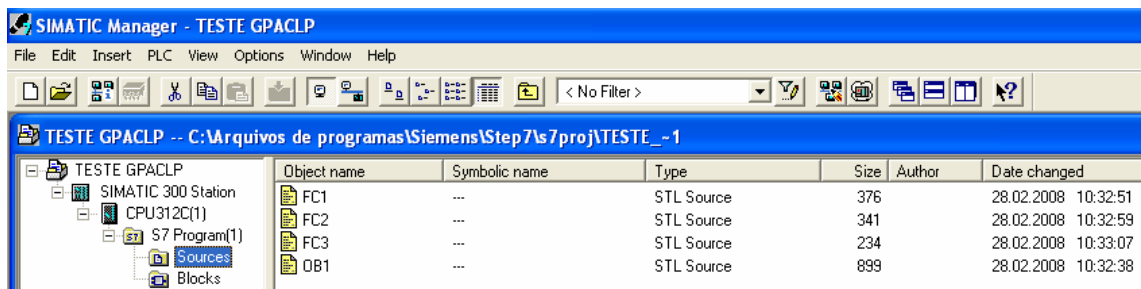 SIMATIC Manager - TESTE GPACLP
File Edit Insert PLC View Options Window Help
< No Filter >
TESTE GPACLP -- C:\Arquivos de programas\Siemens\Step7\s7proj\TESTE_~1
TESTE GPACLP
SIMATIC 300 Station
CPU312C(1)
S7 Program(1)
Sources
Blocks
Object name Symbolic name Type Size Author Date changed
FC1 --- STL Source 376 28.02.2008 10:32:51
FC2 --- STL Source 341 28.02.2008 10:32:59
FC3 --- STL Source 234 28.02.2008 10:33:07
OB1 --- STL Source 899 28.02.2008 10:32:38